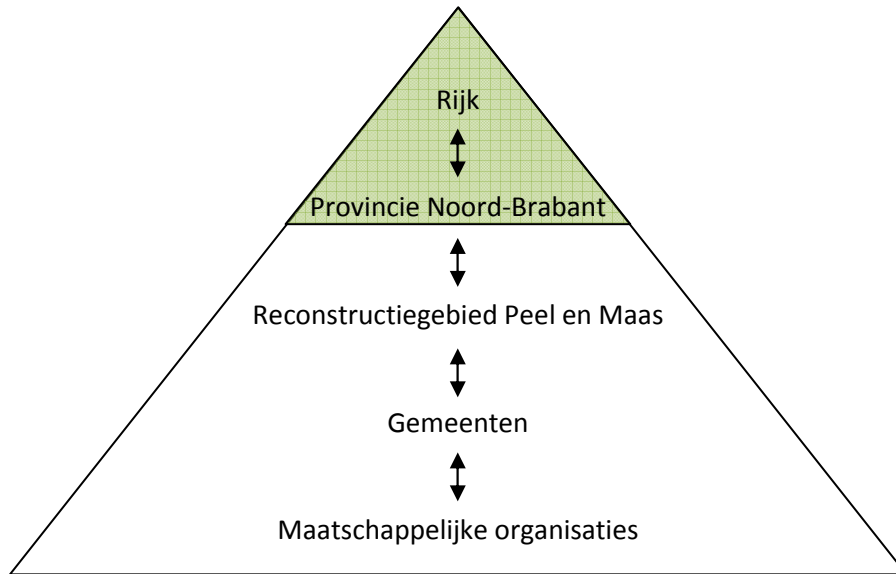 Rijk
Provincie Noord-Brabant
Reconstructiegebied Peel en Maas
Gemeenten
Maatschappelijke organisaties